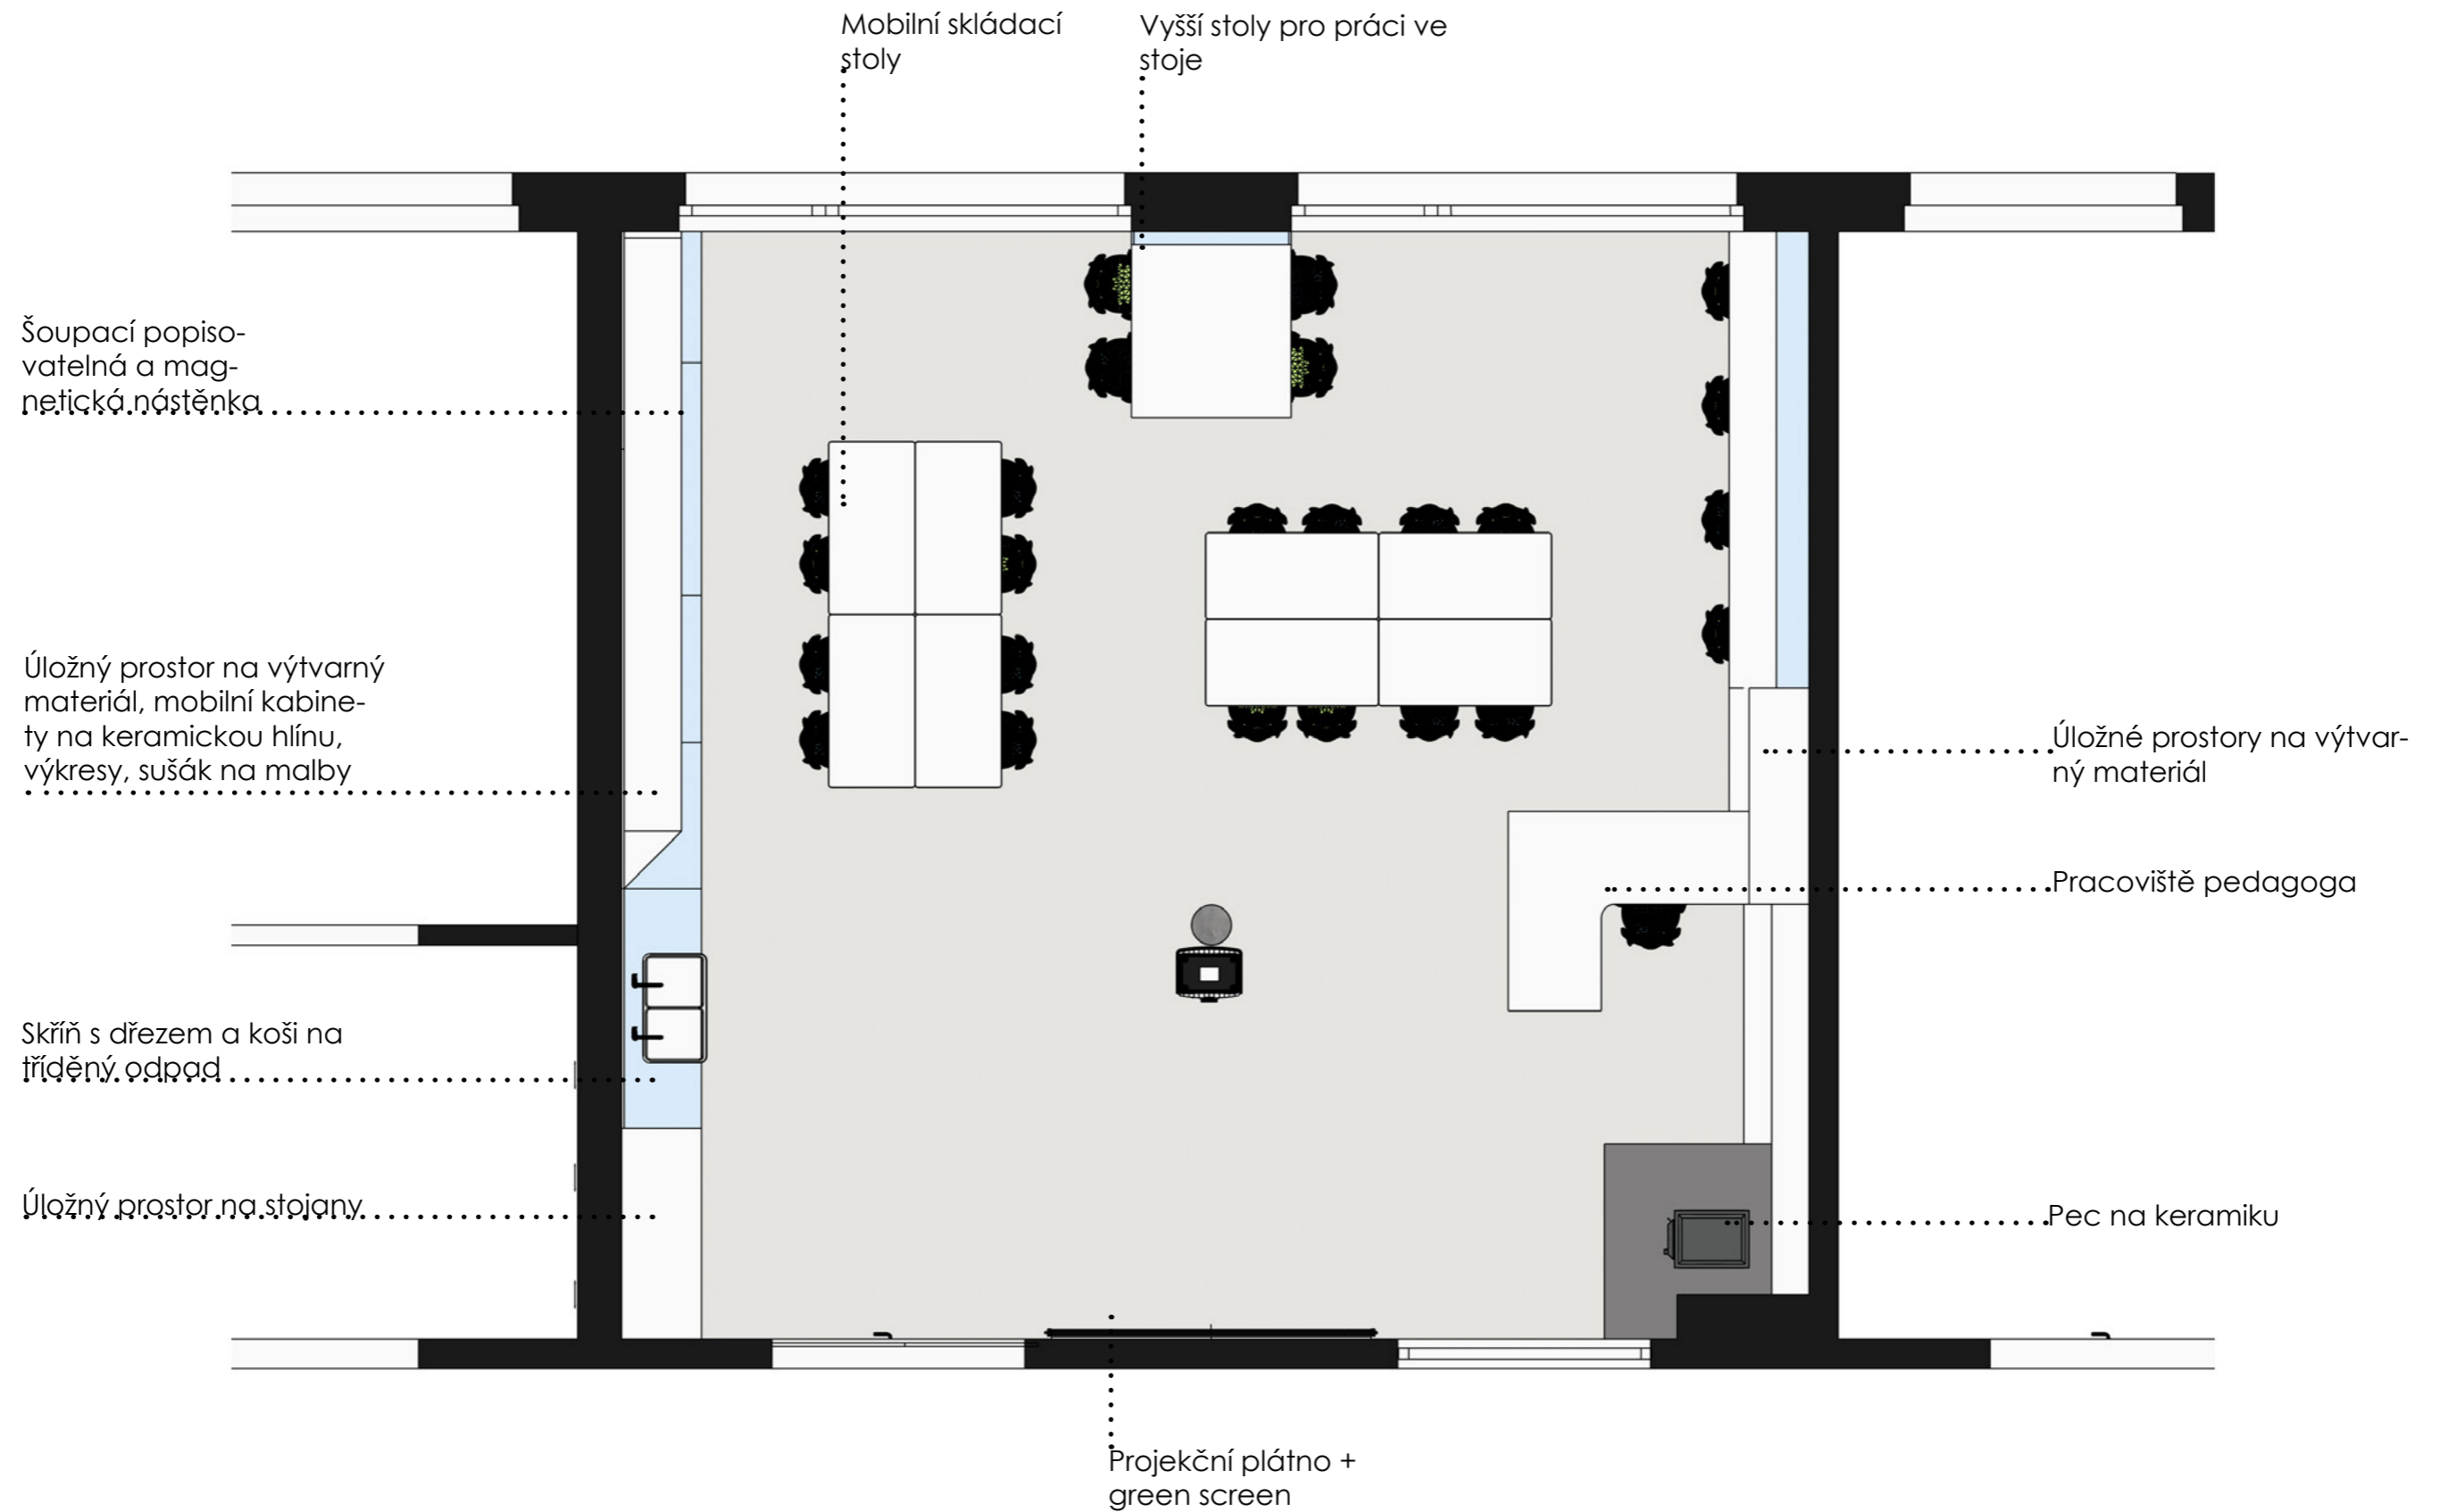 Mobilní skládací
stoly
Vyšší stoly pro práci ve
stoje
Šoupací popiso-
vatelná a mag-
netická nástěnka
Úložný prostor na výtvarný
materiál, mobilní kabine-
ty na keramickou hlínu,
výkresy, sušák na malby
Úložné prostory na výtvar-
ný materiál
Pracoviště pedagoga
Skříň s dřezem a koši na
tříděný odpad
Úložný prostor na stojany
Pec na keramiku
Projekční plátno +
green screen